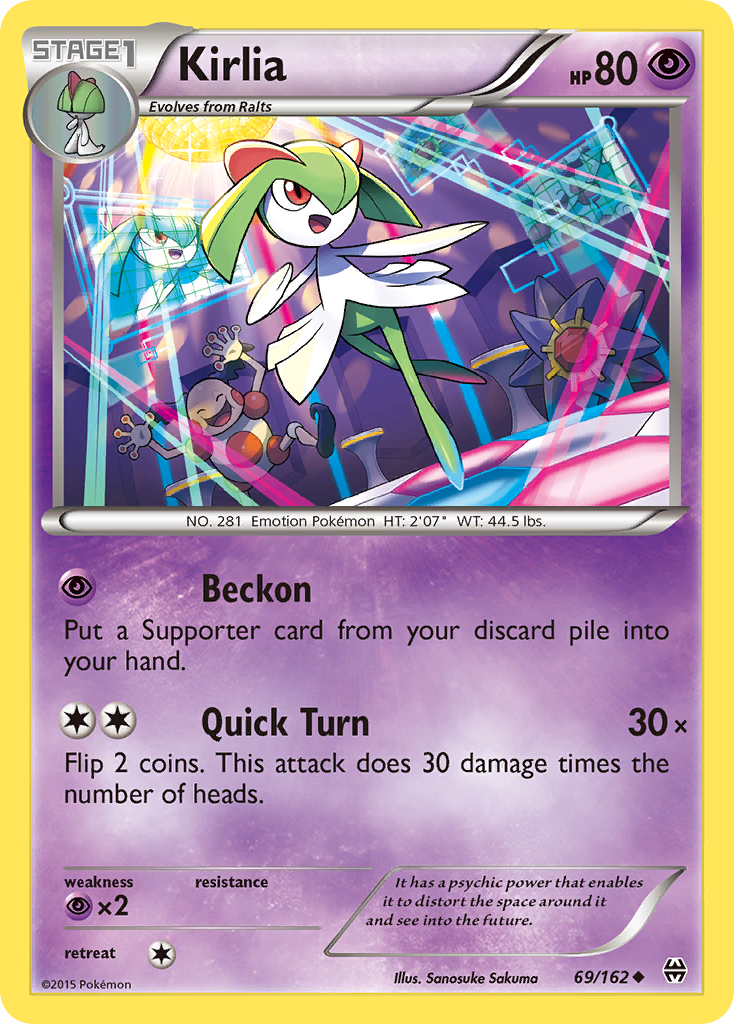 STAGE1
Kirlia
HP80
Evolves from Ralts
NO. 281 Emotion Pokémon HT: 2'07" WT: 44.5 lbs.
Beckon
Put a Supporter card from your discard pile into
your hand.
Quick Turn 30×
Flip 2 coins. This attack does 30 damage times the
number of heads.
weakness resistance
×2
It has a psychic power that enables
it to distort the space around it
and see into the future.
retreat
©2015 Pokémon
Illus. Sanosuke Sakuma
69/162